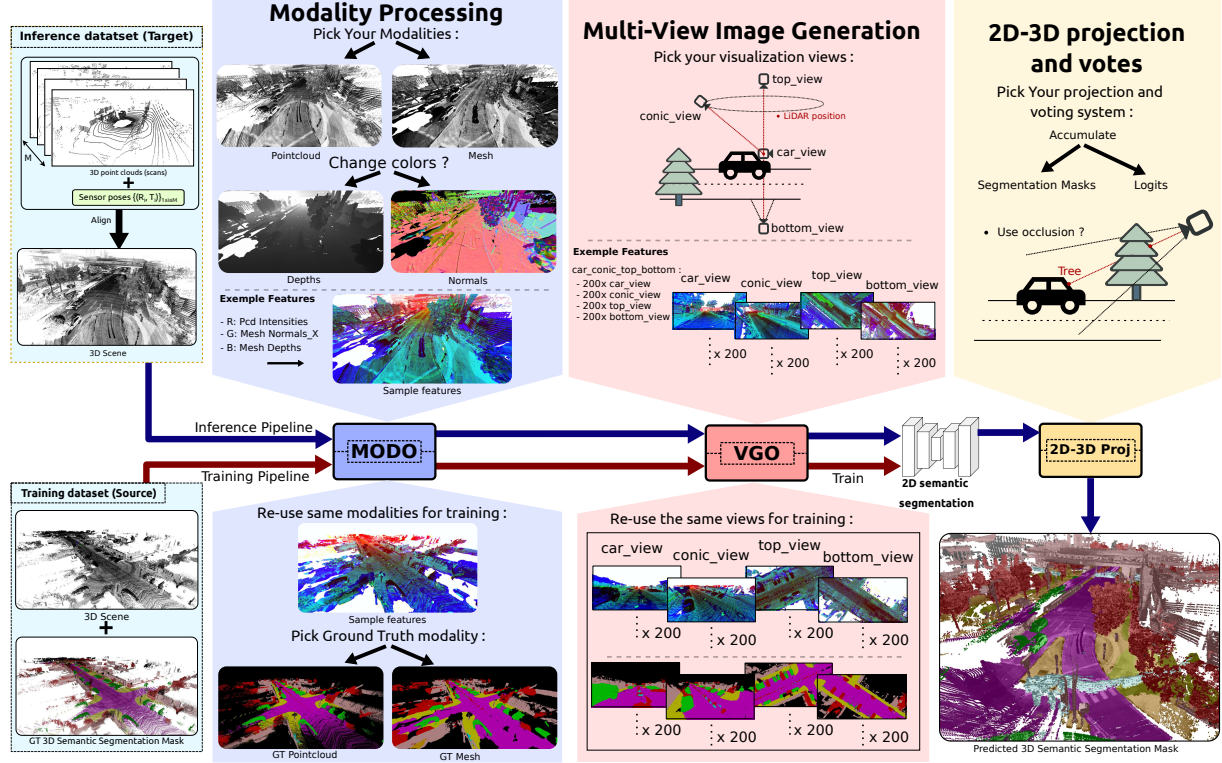 Inference datatset (Target)
M
3D point clouds (scans)
+
Sensor poses {(Rᵢ, Tᵢ)}₁≤ᵢ≤M
Align
3D Scene
Modality Processing
Pick Your Modalities :
Pointcloud
Mesh
Change colors ?
Depths
Normals
Exemple Features
- R: Pcd Intensities
- G: Mesh Normals_X
- B: Mesh Depths
Sample features
Multi-View Image Generation
Pick your visualization views :
top_view
conic_view
• LiDAR position
car_view
bottom_view
Exemple Features
car_conic_top_bottom :
- 200x car_view
- 200x conic_view
- 200x top_view
- 200x bottom_view
car_view
conic_view
top_view
bottom_view
x 200
x 200
x 200
x 200
2D-3D projection
and votes
Pick Your projection and
voting system :
Accumulate
Segmentation Masks
Logits
• Use occlusion ?
Tree
Inference Pipeline
Training Pipeline
MODO
VGO
Train
2D semantic
segmentation
2D-3D Proj
Training dataset (Source)
3D Scene
+
GT 3D Semantic Segmentation Mask
Re-use same modalities for training :
Sample features
Pick Ground Truth modality :
GT Pointcloud
GT Mesh
Re-use the same views for training :
car_view
conic_view
top_view
bottom_view
x 200
x 200
x 200
x 200
x 200
x 200
x 200
x 200
Predicted 3D Semantic Segmentation Mask